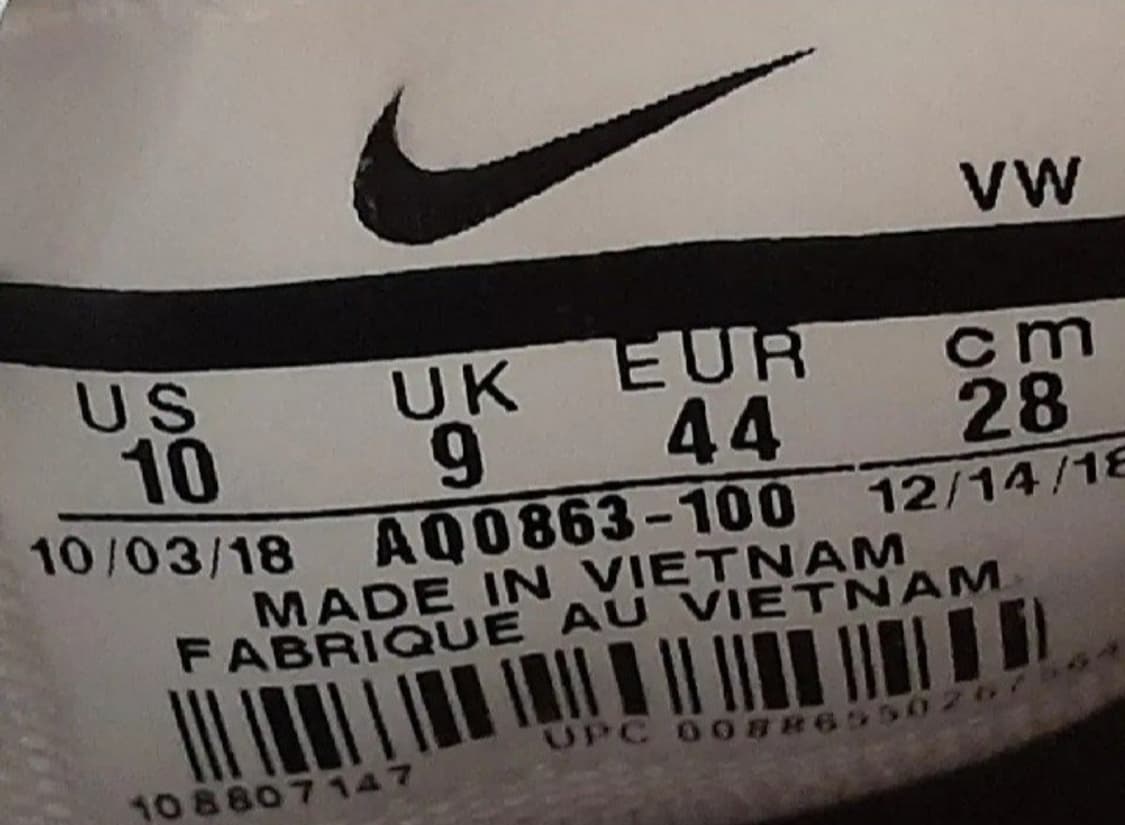 VW
US UK EUR cm
10 9 44 28
10/03/18 AQ0863-100 12/14/18
MADE IN VIETNAM
FABRIQUE AU VIETNAM
UPC
108807147